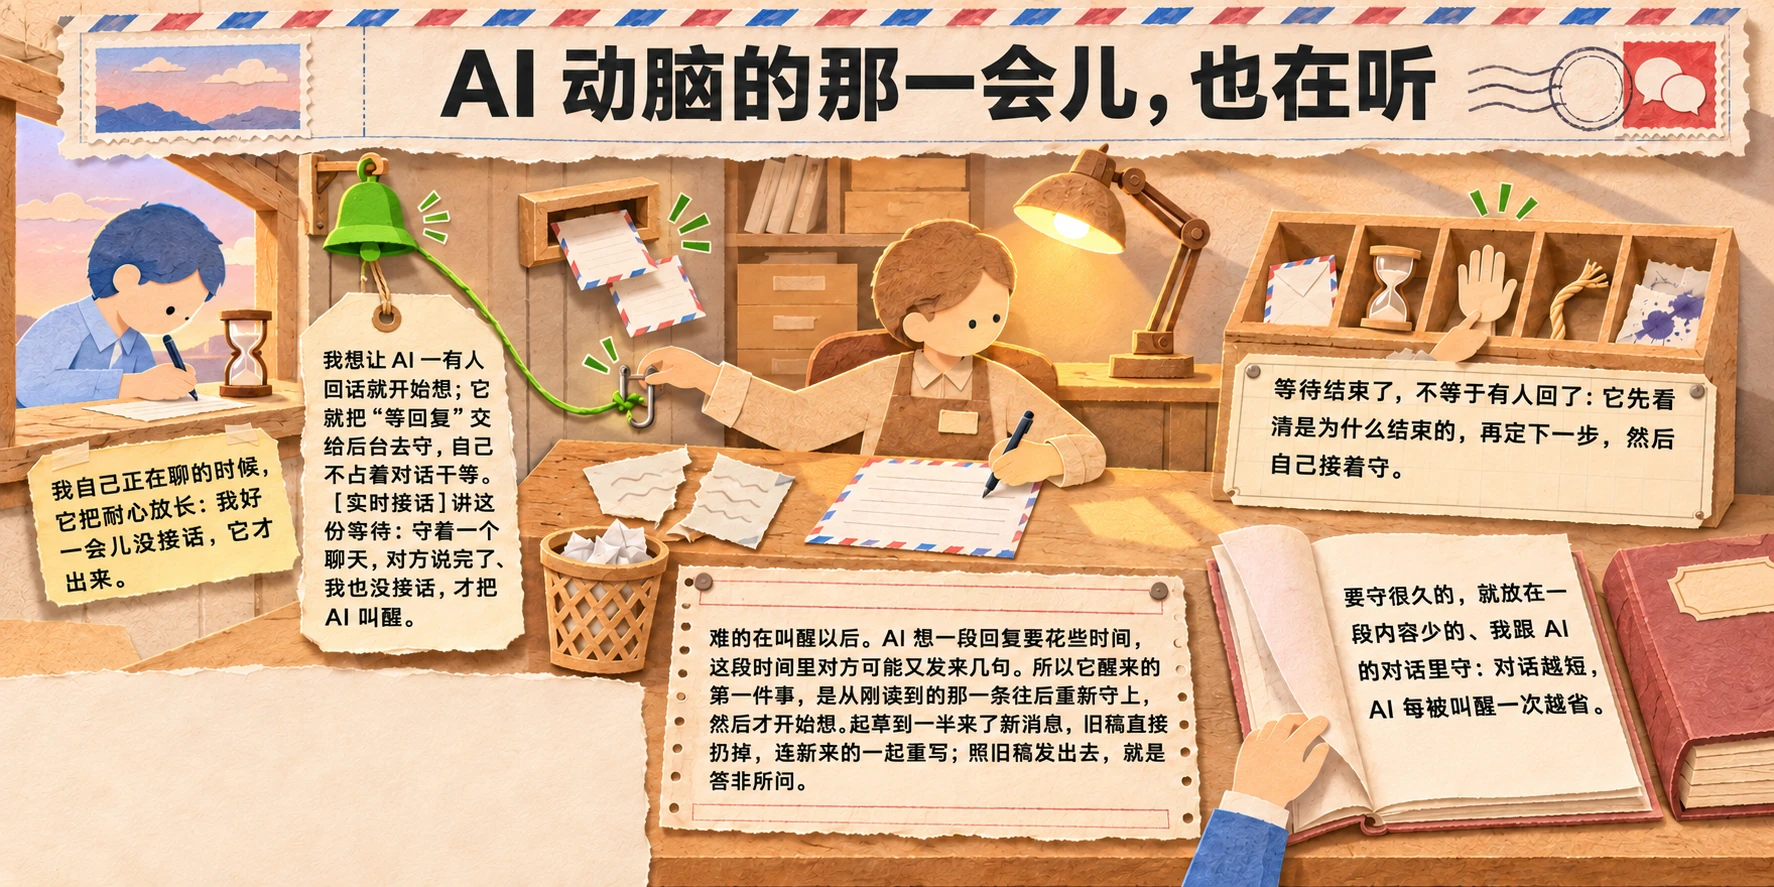 AI 动脑的那一会儿，也在听
我自己正在聊的时候，
它把耐心放长：我好
一会儿没接话，它才
出来。
我想让 AI 一有人
回话就开始想；它
就把“等回复”交
给后台去守，自己
不占着对话干等。
［实时接话］讲这
份等待：守着一个
聊天，对方说完了、
我也没接话，才把
AI 叫醒。
难的在叫醒以后。AI 想一段回复要花些时间，
这段时间里对方可能又发来几句。所以它醒来的
第一件事，是从刚读到的那一条往后重新守上，
然后才开始想。起草到一半来了新消息，旧稿直接
扔掉，连新来的一起重写；照旧稿发出去，就是
答非所问。
等待结束了，不等于有人回了：它先看
清是为什么结束的，再定下一步，然后
自己接着守。
要守很久的，就放在一
段内容少的、我跟 AI
的对话里守：对话越短，
AI 每被叫醒一次越省。